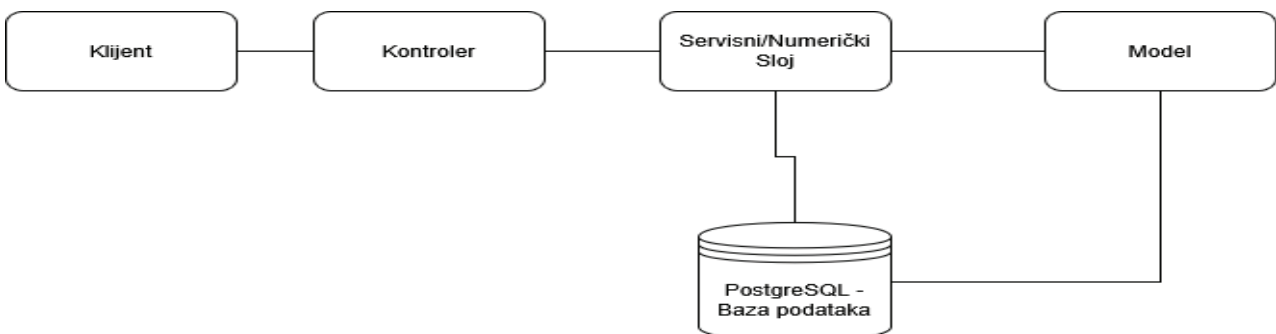 Klijent
Kontroler
Servisni/Numerički
Sloj
Model
PostgreSQL -
Baza podataka